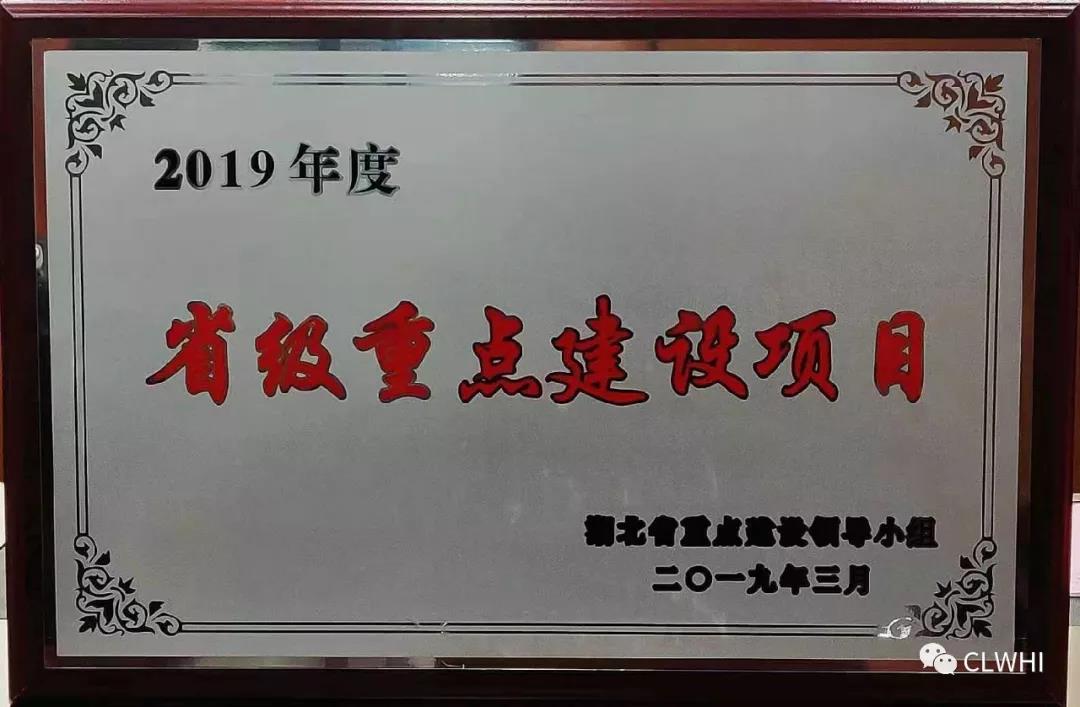 2019年度
省级重点建设项目
湖北省重点建设领导小组
二〇一九年三月
CLWHI